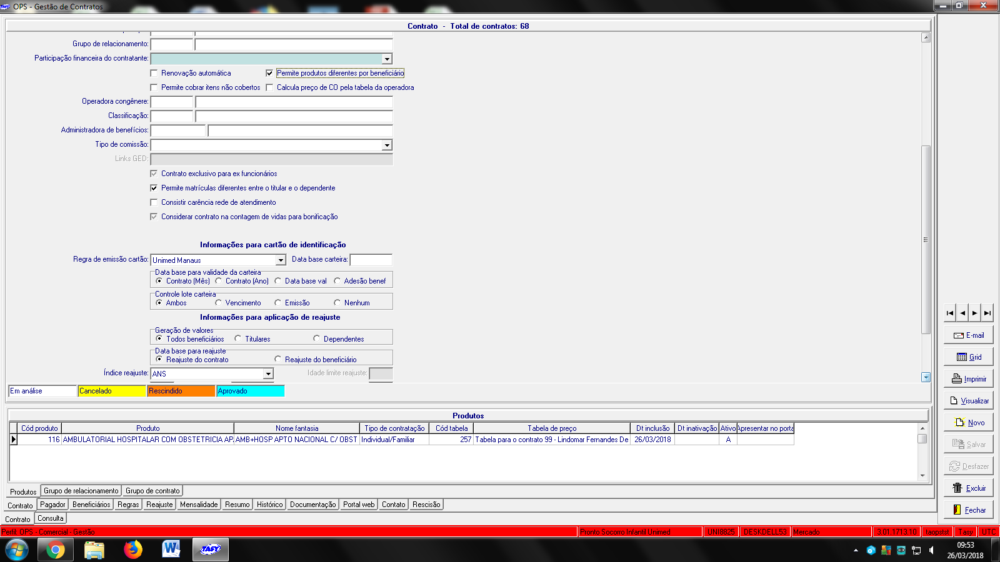 OPS - Gestão de Contratos
Contrato - Total de contratos: 68
Grupo de relacionamento:
Participação financeira do contratante:
Renovação automática
Permite produtos diferentes por beneficiário
Permite cobrar itens não cobertos
Calcula preço de CO pela tabela da operadora
Operadora congênere:
Classificação:
Administradora de benefícios:
Tipo de comissão:
Links GED:
Contrato exclusivo para ex funcionários
Permite matrículas diferentes entre o titular e o dependente
Consistir carência rede de atendimento
Considerar contrato na contagem de vidas para bonificação
Informações para cartão de identificação
Regra de emissão cartão: Unimed Manaus Data base carteira:
Data base para validade da carteira
Contrato (Mês) Contrato (Ano) Data base val Adesão benef
Controle lote carteira
Ambos Vencimento Emissão Nenhum
Informações para aplicação de reajuste
Geração de valores
Todos beneficiários Titulares Dependentes
Data base para reajuste
Reajuste do contrato Reajuste do beneficiário
Índice reajuste: ANS Idade limite reajuste:
Em análise Cancelado Rescindido Aprovado
Produtos
Cód produto Produto Nome fantasia Tipo de contratação Cód tabela Tabela de preço Dt inclusão Dt inativação Ativo Apresentar no porta
116 AMBULATORIAL HOSPITALAR COM OBSTETRICIA AP. AMB+HOSP APTO NACIONAL C/ OBST Individual/Familiar 257 Tabela para o contrato 99 - Lindomar Fernandes De 26/03/2018 A
Produtos Grupo de relacionamento Grupo de contrato
Contrato Pagador Beneficiários Regras Reajuste Mensalidade Resumo Histórico Documentação Portal web Contato Rescisão
Contrato Consulta
E-mail
Grid
Imprimir
Visualizar
Novo
Salvar
Desfazer
Excluir
Fechar
Perfil: OPS - Comercial - Gestão Pronto Socorro Infantil Unimed UNI8825 DESKDELL53 Mercado 3.01.1713.10 taopstst Tasy UTC
TASY
09:53
26/03/2018